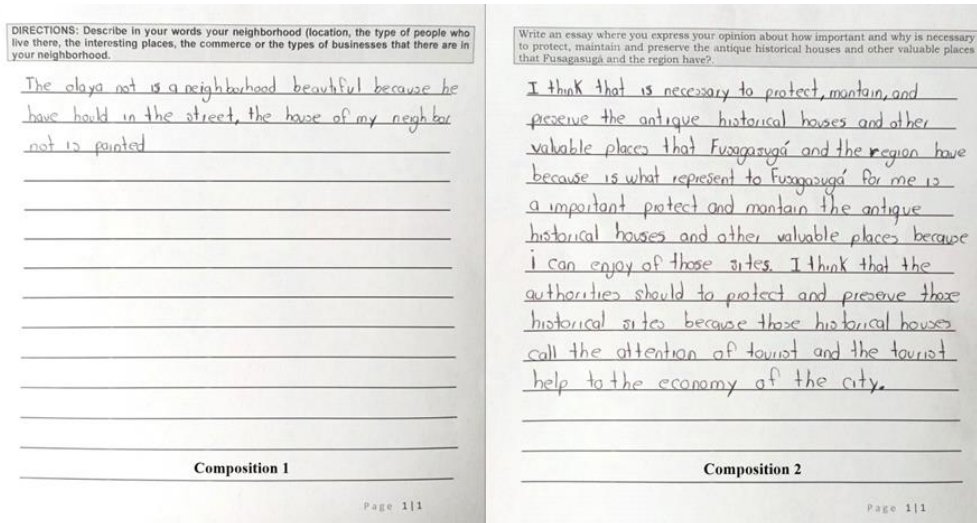 DIRECTIONS: Describe in your words your neighborhood (location, the type of people who
live there, the interesting places, the commerce or the types of businesses that there are in
your neighborhood.
The olaya not is a neighborhood beautiful because he
have hould in the street, the house of my neighbor
not is painted
Composition 1
Page 1|1
Write an essay where you express your opinion about how important and why is necessary
to protect, maintain and preserve the antique historical houses and other valuable places
that Fusagasugá and the region have?.
I think that is necessary to protect, mantain, and
preserve the antique historical houses and other
valuable places that Fusagasugá and the region have
because is what represent to Fusagasugá for me is
a important protect and mantain the antique
historical houses and other valuable places because
i can enjoy of those sites. I think that the
authorities should to protect and preserve those
historical sites because those historical houses
call the attention of tourist and the tourist
help to the economy of the city.
Composition 2
Page 1|1